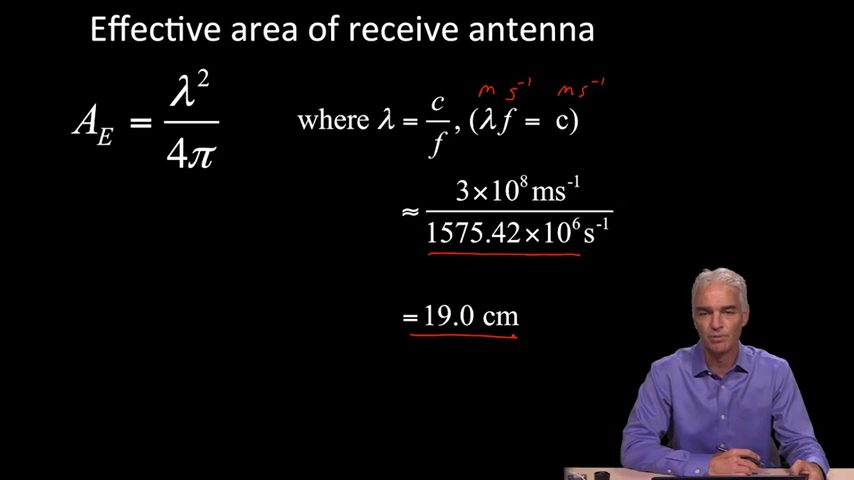 Effective area of receive antenna
m s⁻¹ m s⁻¹
A_E = λ²/4π where λ = c/f, (λf = c)
≈ 3×10⁸ ms⁻¹ / 1575.42×10⁶ s⁻¹
= 19.0 cm